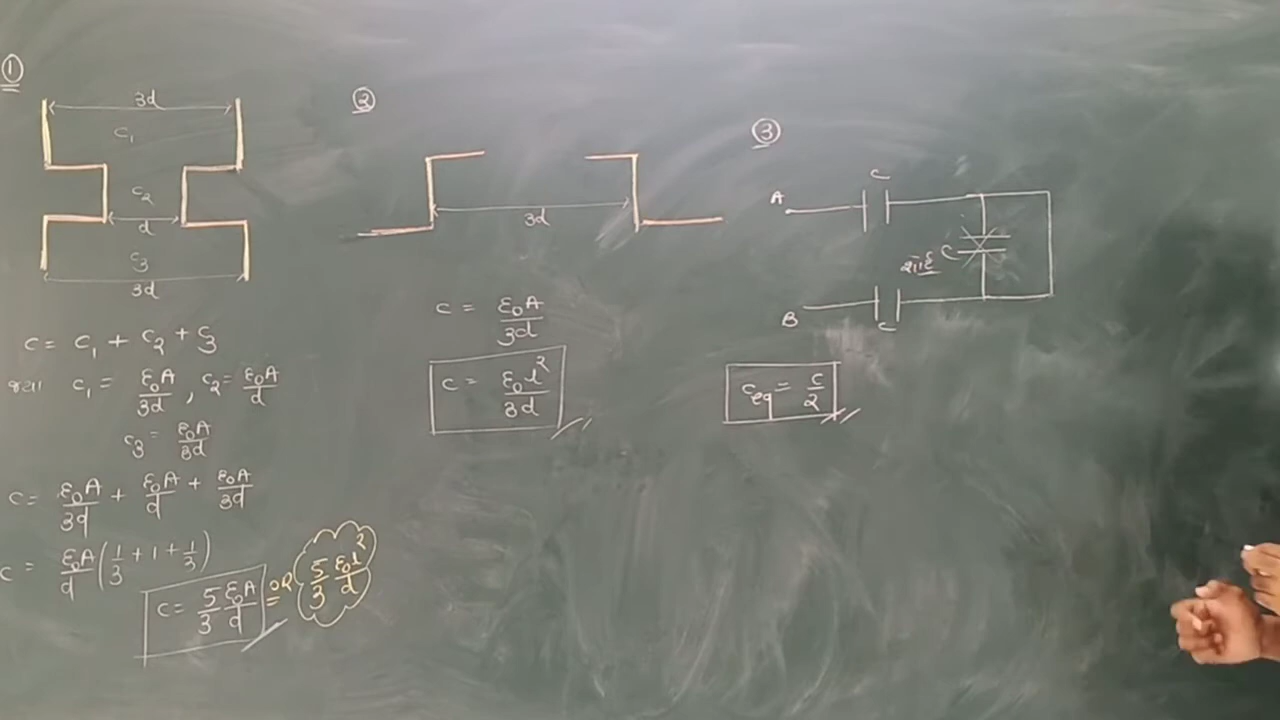 ①
3d
C₁
C₂
d
C₃
3d
C = C₁ + C₂ + C₃
જ્યાં C₁ = ε₀A/3d , C₂ = ε₀A/d
C₃ = ε₀A/3d
C = ε₀A/3d + ε₀A/d + ε₀A/3d
C = ε₀A/d (1/3 + 1 + 1/3)
C = 5/3 ε₀A/d OR 5/3 ε₀l²/d
②
3d
C = ε₀A/3d
C = ε₀l²/3d
③
A
C
C
B
C
Ceq = C/2